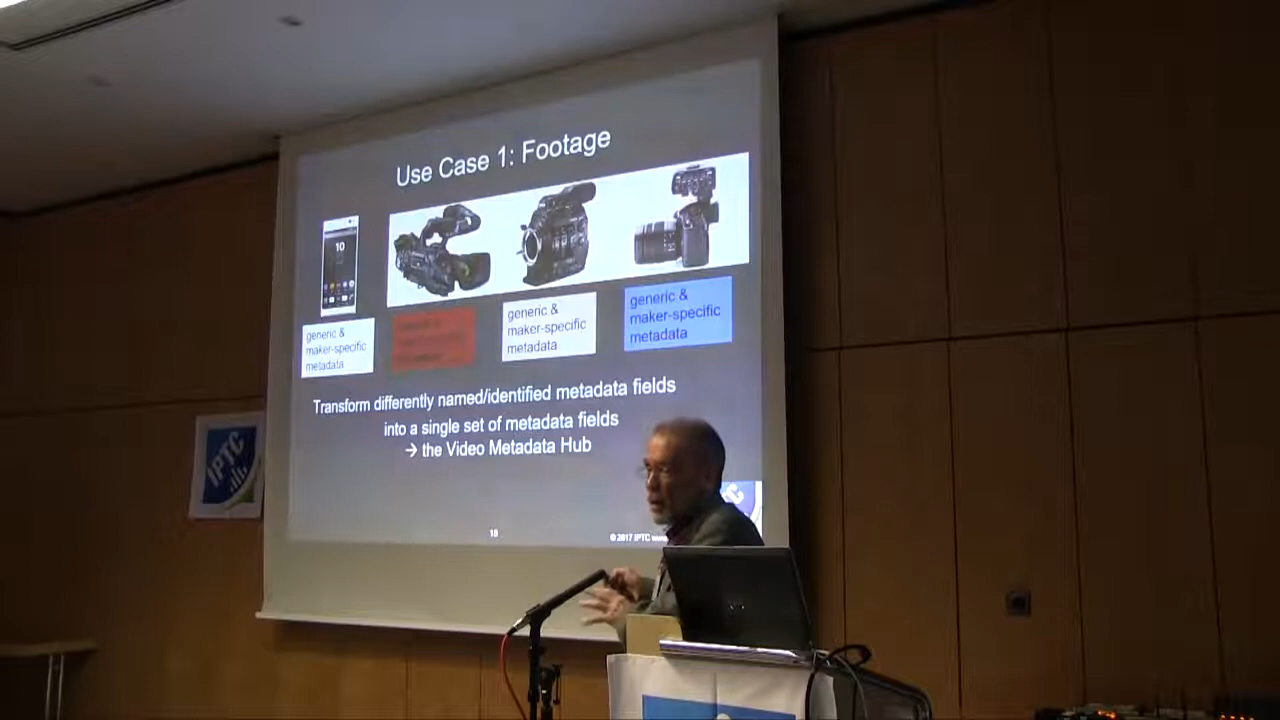 Use Case 1: Footage
10
generic &
maker-specific
metadata
generic &
maker-specific
metadata
generic &
maker-specific
metadata
Transform differently named/identified metadata fields
into a single set of metadata fields
→ the Video Metadata Hub
18
© 2017 IPTC
IPTC